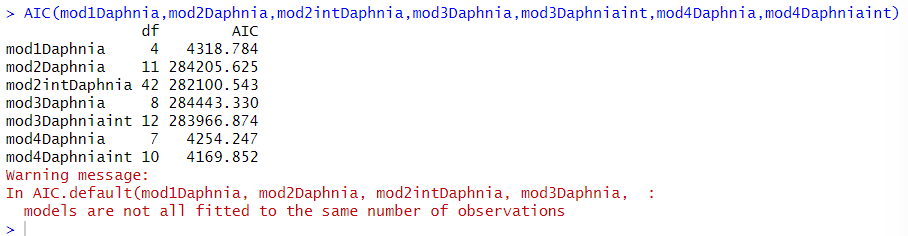 > AIC(mod1Daphnia,mod2Daphnia,mod2intDaphnia,mod3Daphnia,mod3Daphniaint,mod4Daphnia,mod4Daphniaint)
               df        AIC
mod1Daphnia     4   4318.784
mod2Daphnia    11 284205.625
mod2intDaphnia 42 282100.543
mod3Daphnia     8 284443.330
mod3Daphniaint 12 283966.874
mod4Daphnia     7   4254.247
mod4Daphniaint 10   4169.852
Warning message:
In AIC.default(mod1Daphnia, mod2Daphnia, mod2intDaphnia, mod3Daphnia,  :
  models are not all fitted to the same number of observations
>